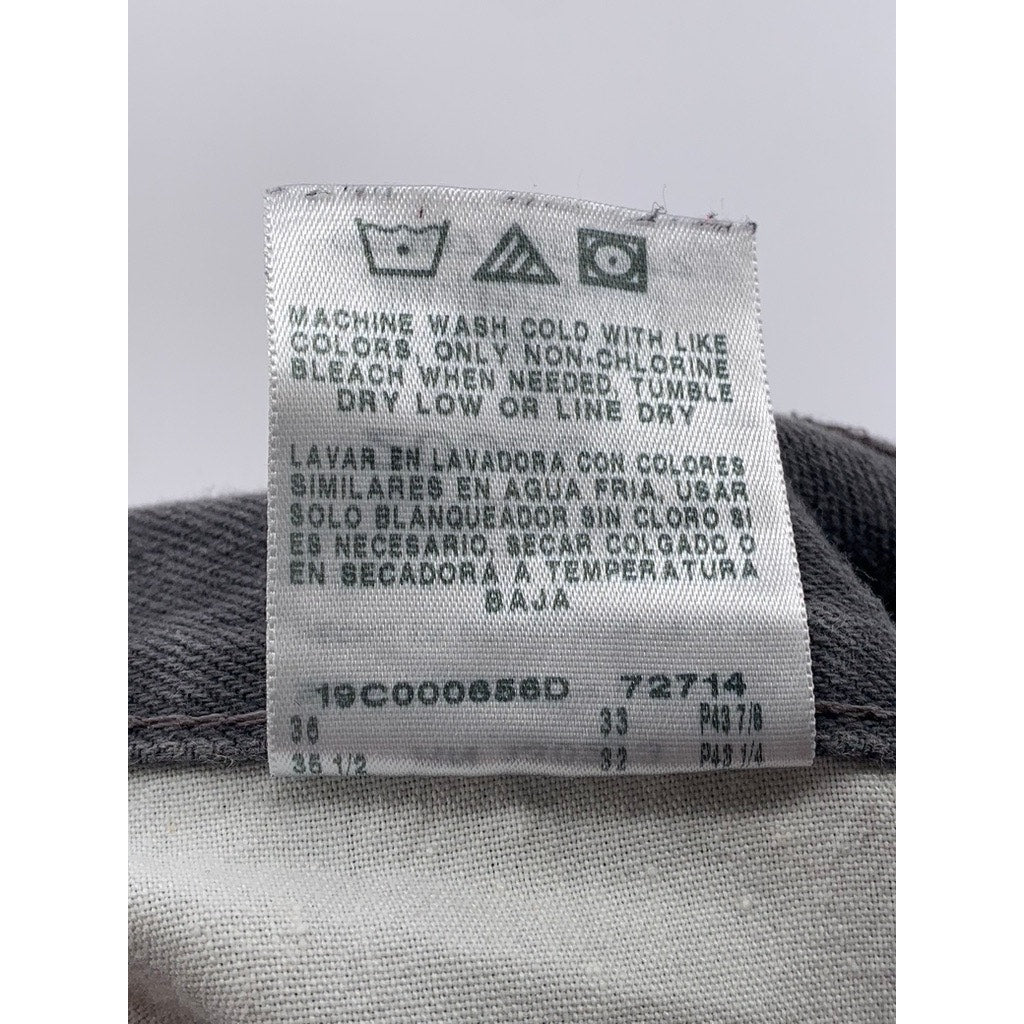 MACHINE WASH COLD WITH LIKE
COLORS, ONLY NON-CHLORINE
BLEACH WHEN NEEDED, TUMBLE
DRY LOW OR LINE DRY
LAVAR EN LAVADORA CON COLORES
SIMILARES EN AGUA FRIA, USAR
SOLO BLANQUEADOR SIN CLORO SI
ES NECESARIO, SECAR COLGADO O
EN SECADORA A TEMPERATURA
BAJA
19C000656D 72714
36 33 P43 7/8
35 1/2 32 P43 1/4